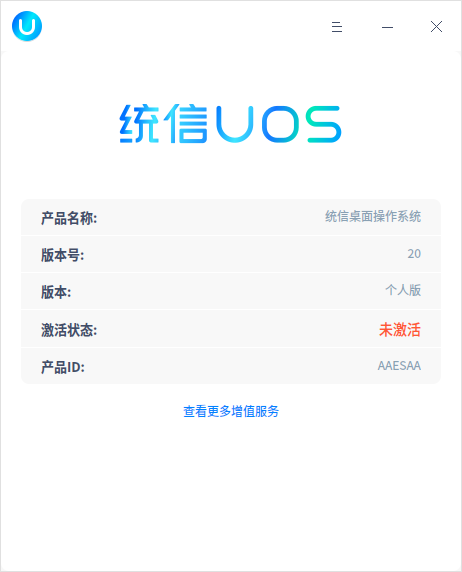 统信UOS
产品名称: 统信桌面操作系统
版本号: 20
版本: 个人版
激活状态: 未激活
产品ID: AAESAA
查看更多增值服务